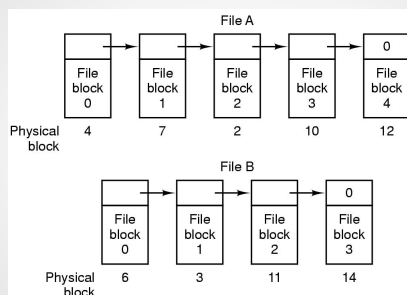 File A
0
File block 0
File block 1
File block 2
File block 3
File block 4
Physical block
4 7 2 10 12
File B
0
File block 0
File block 1
File block 2
File block 3
Physical block
6 3 11 14